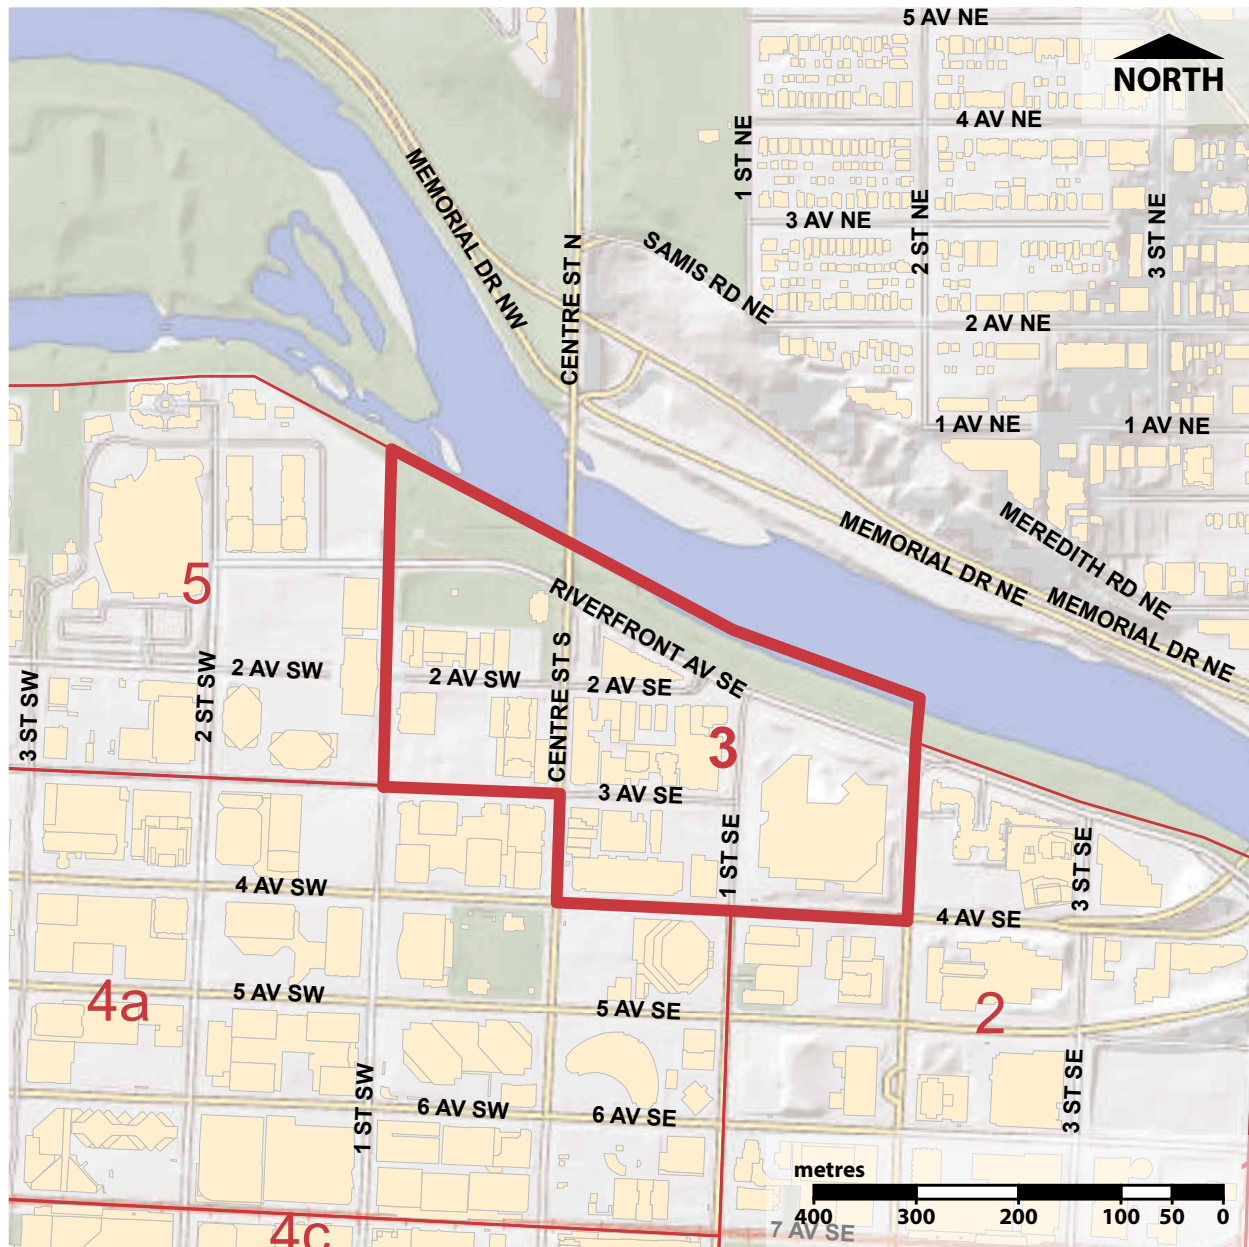 5 AV NE
NORTH
4 AV NE
1 ST NE
MEMORIAL DR NW
3 AV NE
2 ST NE
3 ST NE
SAMIS RD NE
CENTRE ST N
2 AV NE
1 AV NE
1 AV NE
MEREDITH RD NE
MEMORIAL DR NE
MEMORIAL DR NE
5
RIVERFRONT AV SE
3 ST SW
2 ST SW
2 AV SW
2 AV SW
CENTRE ST S
2 AV SE
3
3 AV SE
1 ST SE
3 ST SE
4 AV SW
4 AV SE
4a
5 AV SW
5 AV SE
2
1 ST SW
6 AV SW
6 AV SE
3 ST SE
metres
400 300 200 100 50 0
7 AV SE
4c